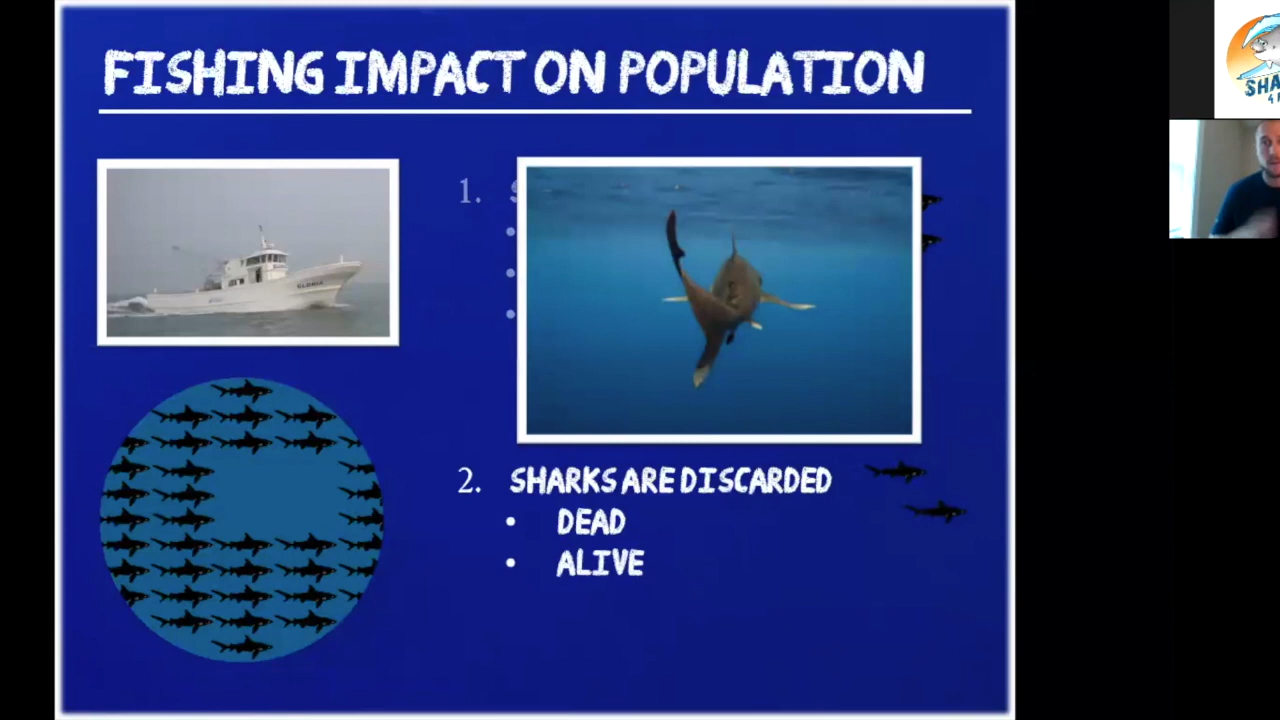 FISHING IMPACT ON POPULATION
1.
2. SHARKS ARE DISCARDED
• DEAD
• ALIVE